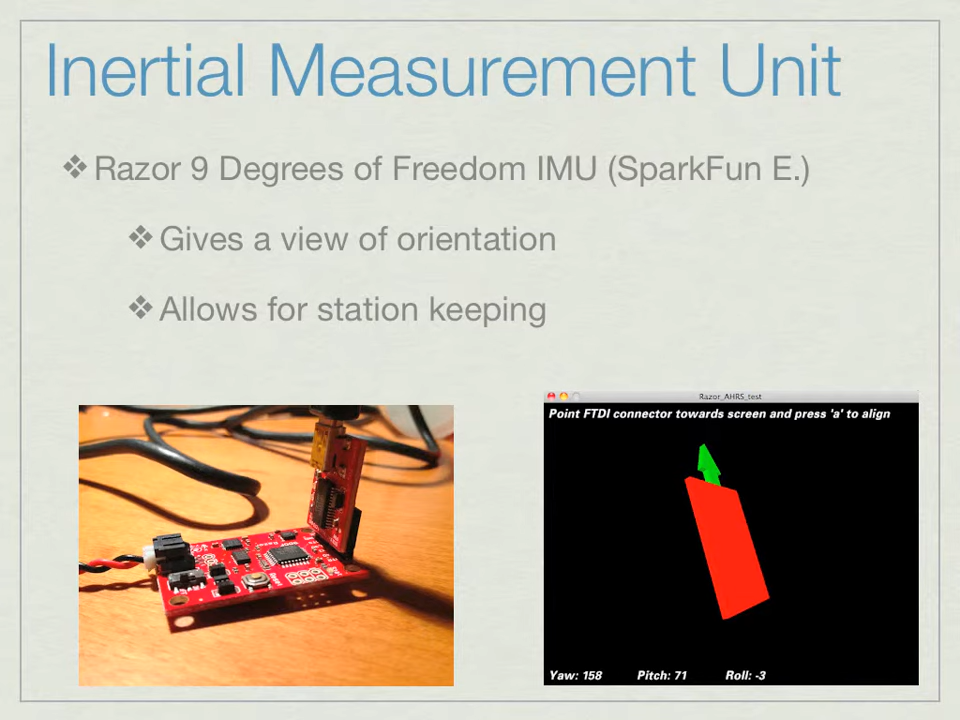 Inertial Measurement Unit
❖ Razor 9 Degrees of Freedom IMU (SparkFun E.)
❖ Gives a view of orientation
❖ Allows for station keeping
Razor_AHRS_test
Point FTDI connector towards screen and press 'a' to align
Yaw: 158 Pitch: 71 Roll: -3